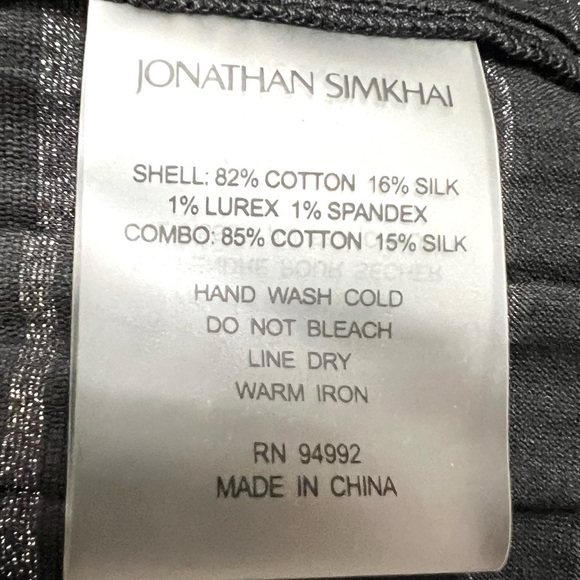 JONATHAN SIMKHAI
SHELL: 82% COTTON 16% SILK
1% LUREX 1% SPANDEX
COMBO: 85% COTTON 15% SILK
HAND WASH COLD
DO NOT BLEACH
LINE DRY
WARM IRON
RN 94992
MADE IN CHINA